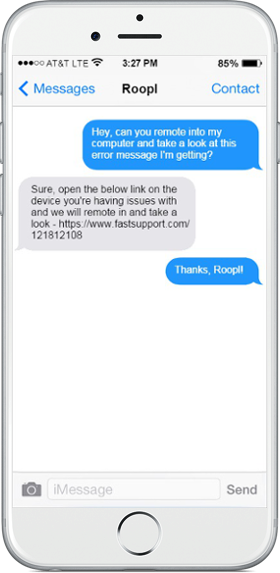 AT&T LTE 3:27 PM 85%
Messages Roopl Contact
Hey, can you remote into my
computer and take a look at this
error message I'm getting?
Sure, open the below link on the
device you're having issues with
and we will remote in and take a
look - https://www.fastsupport.com/
121812108
Thanks, Roopl!
iMessage Send